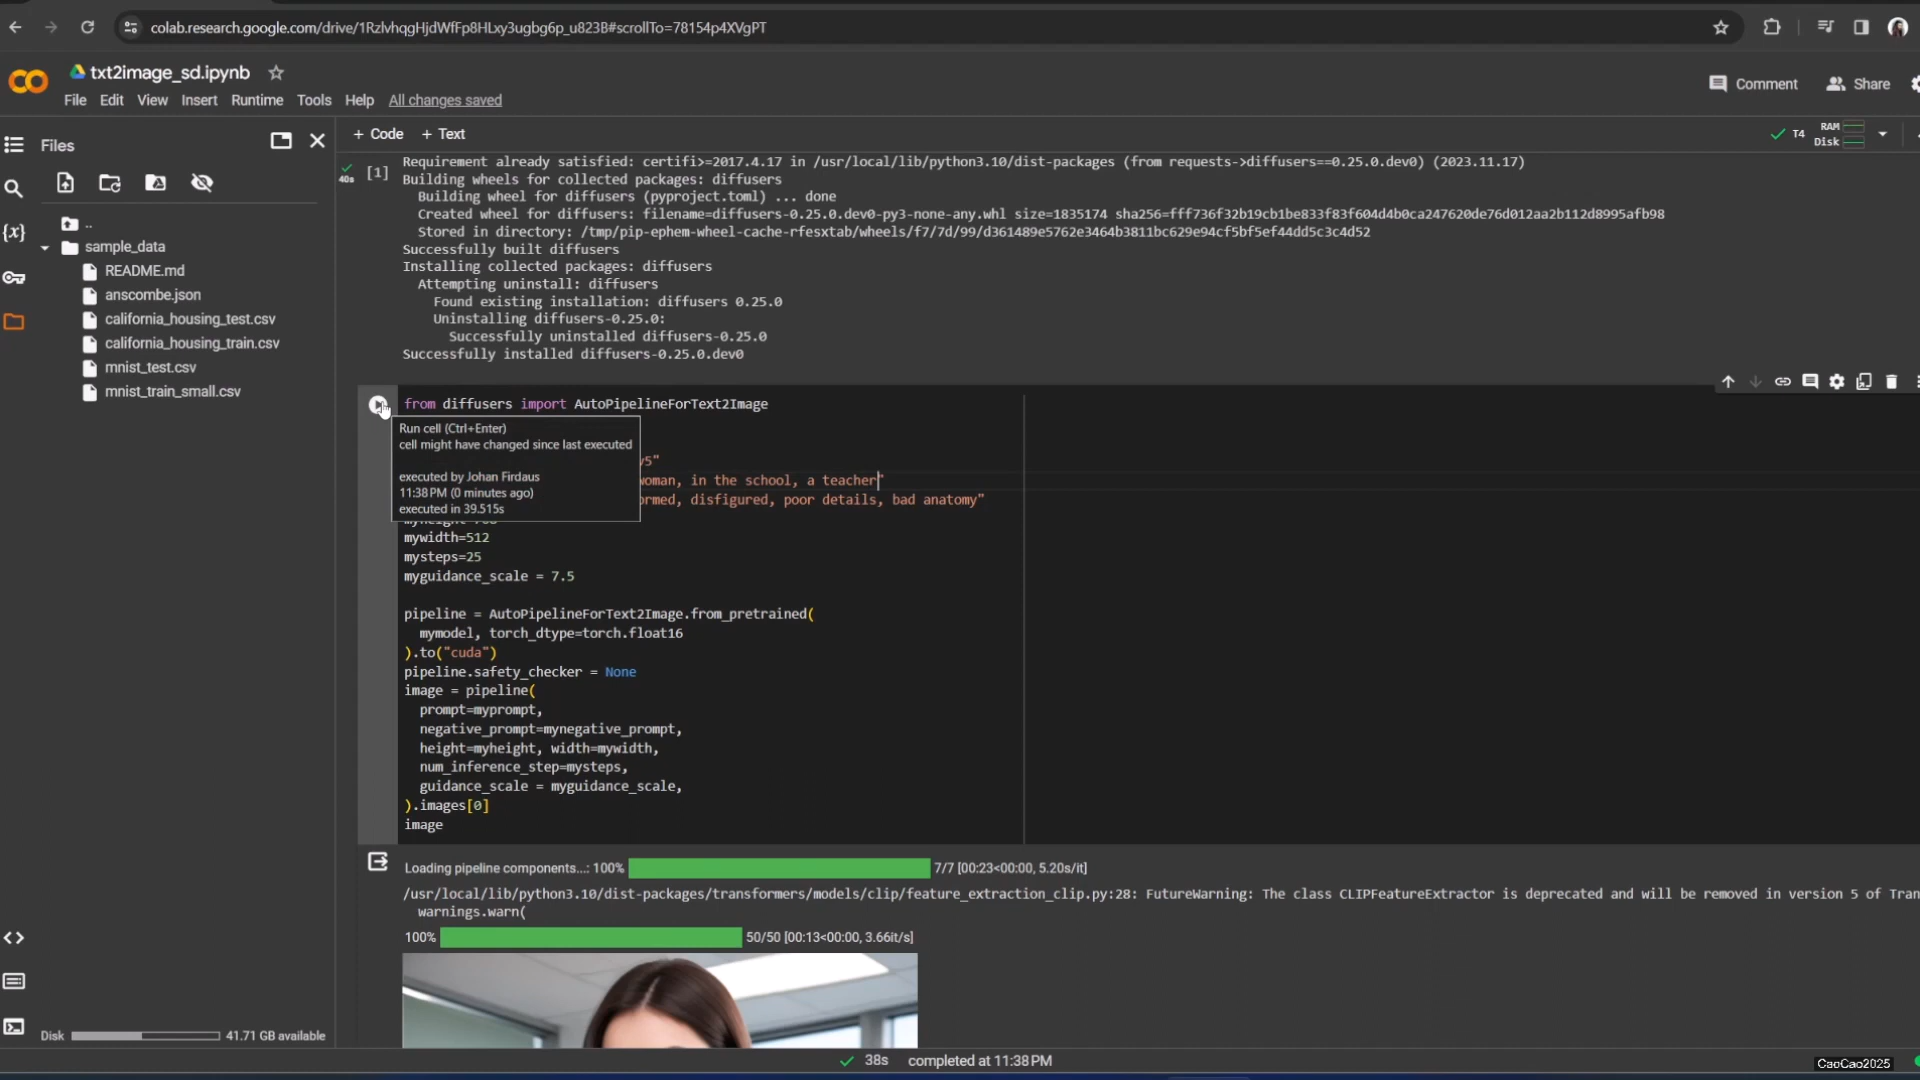 colab.research.google.com/drive/1RzlvhqgHjdWfFp8HLxy3ugbg6p_u823B#scrollTo=78154p4XVgPT
txt2image_sd.ipynb
File Edit View Insert Runtime Tools Help All changes saved
Comment Share
Files
+ Code + Text
T4 RAM Disk
..
sample_data
README.md
anscombe.json
california_housing_test.csv
california_housing_train.csv
mnist_test.csv
mnist_train_small.csv
40s [1]
Requirement already satisfied: certifi>=2017.4.17 in /usr/local/lib/python3.10/dist-packages (from requests->diffusers==0.25.0.dev0) (2023.11.17)
Building wheels for collected packages: diffusers
Building wheel for diffusers (pyproject.toml) ... done
Created wheel for diffusers: filename=diffusers-0.25.0.dev0-py3-none-any.whl size=1835174 sha256=fff736f32b19cb1be833f83f604d4b0ca247620de76d012aa2b112d8995afb98
Stored in directory: /tmp/pip-ephem-wheel-cache-rfesxtab/wheels/f7/7d/99/d361489e5762e3464b3811bc629e94cf5bf5ef44dd5c3c4d52
Successfully built diffusers
Installing collected packages: diffusers
Attempting uninstall: diffusers
Found existing installation: diffusers 0.25.0
Uninstalling diffusers-0.25.0:
Successfully uninstalled diffusers-0.25.0
Successfully installed diffusers-0.25.0.dev0
from diffusers import AutoPipelineForText2Image
Run cell (Ctrl+Enter)
cell might have changed since last executed
executed by Johan Firdaus
11:38 PM (0 minutes ago)
executed in 39.515s
v5"
woman, in the school, a teacher"
ormed, disfigured, poor details, bad anatomy"
mywidth=512
mysteps=25
myguidance_scale = 7.5
pipeline = AutoPipelineForText2Image.from_pretrained(
mymodel, torch_dtype=torch.float16
).to("cuda")
pipeline.safety_checker = None
image = pipeline(
prompt=myprompt,
negative_prompt=mynegative_prompt,
height=myheight, width=mywidth,
num_inference_step=mysteps,
guidance_scale = myguidance_scale,
).images[0]
image
Loading pipeline components...: 100% 7/7 [00:23<00:00, 5.20s/it]
/usr/local/lib/python3.10/dist-packages/transformers/models/clip/feature_extraction_clip.py:28: FutureWarning: The class CLIPFeatureExtractor is deprecated and will be removed in version 5 of Tran
warnings.warn(
100% 50/50 [00:13<00:00, 3.66it/s]
Disk 41.71 GB available
38s completed at 11:38 PM
CaoCao2025